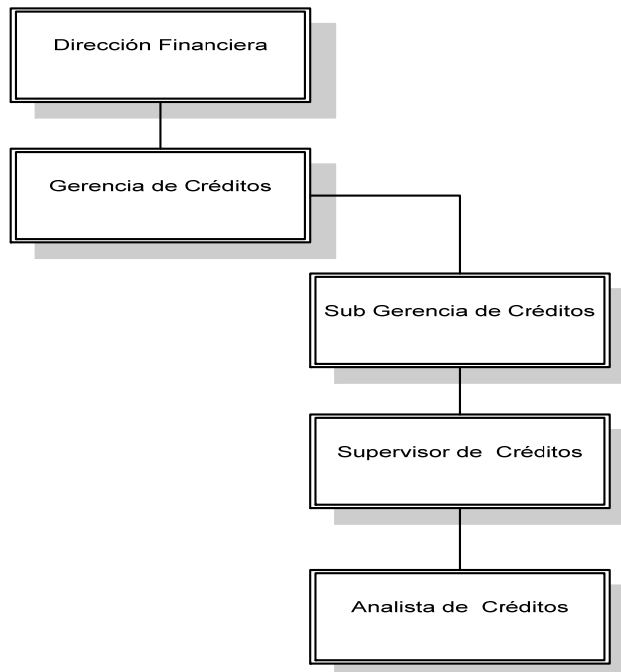 Dirección Financiera
Gerencia de Créditos
Sub Gerencia de Créditos
Supervisor de Créditos
Analista de Créditos